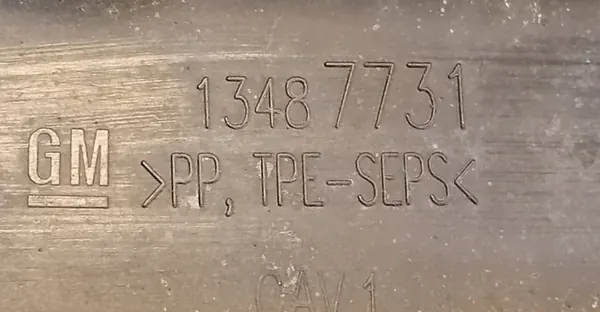 13487731
GM
>PP, TPE-SEPS<
CAV 1